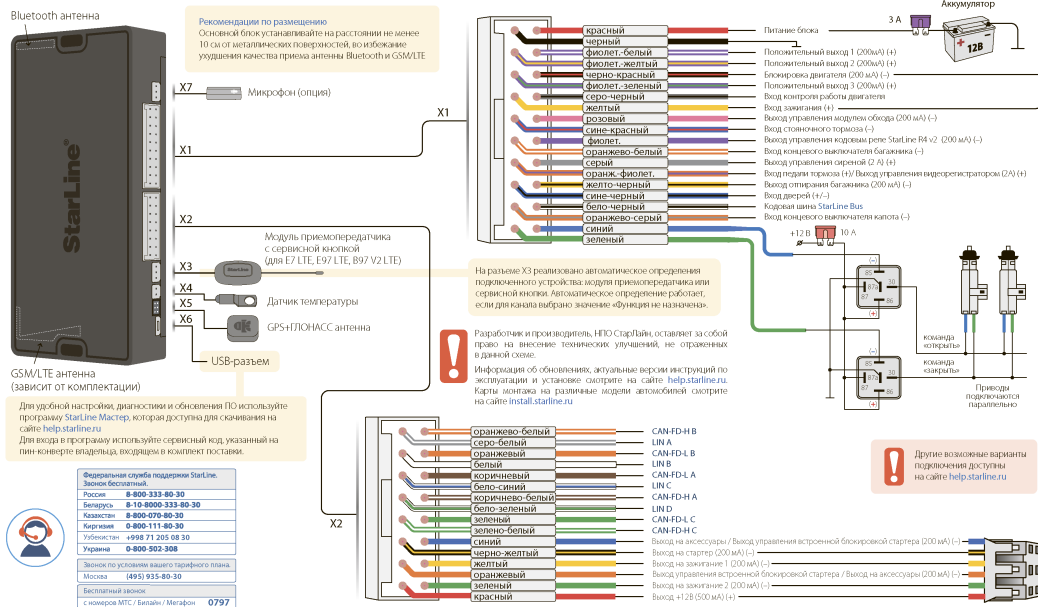 Bluetooth антенна
Рекомендации по размещению
Основной блок устанавливайте на расстоянии не менее
10 см от металлических поверхностей, во избежание
ухудшения качества приема антенны Bluetooth и GSM/LTE
StarLine®
X7
Микрофон (опция)
X1
X1
X2
Модуль приемопередатчика
с сервисной кнопкой
(для E7 LTE, E97 LTE, B97 V2 LTE)
X3
StarLine
X4
Датчик температуры
X5
GPS+ГЛОНАСС антенна
X6
USB-разъем
GSM/LTE антенна
(зависит от комплектации)
Аккумулятор
3 А
12В
красный
Питание блока
черный
фиолет.-белый
Положительный выход 1 (200мА) (+)
фиолет.-желтый
Положительный выход 2 (200мА) (+)
черно-красный
Блокировка двигателя (200 мА) (–)
фиолет.-зеленый
Положительный выход 3 (200мА) (+)
серо-черный
Вход контроля работы двигателя
желтый
Вход зажигания (+)
розовый
Выход управления модулем обхода (200 мА) (–)
сине-красный
Вход стояночного тормоза (–)
фиолет.
Выход управления кодовым реле StarLine R4 v2 (200 мА) (–)
оранжево-белый
Вход концевого выключателя багажника (–)
серый
Выход управления сиреной (2 А) (+)
оранж.-фиолет.
Вход педали тормоза (+)/ Выход управления видеорегистратором (2А) (+)
желто-черный
Выход отпирания багажника (200 мА) (–)
сине-черный
Вход дверей (+/–)
бело-черный
Кодовая шина StarLine Bus
оранжево-серый
Вход концевого выключателя капота (–)
синий
зеленый
+12 В
10 А
(–)
85
30
87a
87
86
(+)
команда
«открыть»
команда
«закрыть»
(–)
85
30
87a
87
86
(+)
Приводы
подключаются
параллельно
На разъеме X3 реализовано автоматическое определения
подключенного устройства: модуля приемопередатчика или
сервисной кнопки. Автоматическое определение работает,
если для канала выбрано значение «Функция не назначена».
Разработчик и производитель, НПО СтарЛайн, оставляет за собой
право на внесение технических улучшений, не отраженных
в данной схеме.
Информация об обновлениях, актуальные версии инструкций по
эксплуатации и установке смотрите на сайте help.starline.ru.
Карты монтажа на различные модели автомобилей смотрите
на сайте install.starline.ru
Для удобной настройки, диагностики и обновления ПО используйте
программу StarLine Мастер, которая доступна для скачивания на
сайте help.starline.ru
Для входа в программу используйте сервисный код, указанный на
пин-конверте владельца, входящем в комплект поставки.
Федеральная служба поддержки StarLine.
Звонок бесплатный.
Россия 8-800-333-80-30
Беларусь 8-10-8000-333-80-30
Казахстан 8-800-070-80-30
Киргизия 0-800-111-80-30
Узбекистан +998 71 205 08 30
Украина 0-800-502-308
Звонок по условиям вашего тарифного плана.
Москва (495) 935-80-30
Бесплатный звонок
с номеров МТС / Билайн / Мегафон 0797
X2
оранжево-белый
CAN-FD-H B
серо-белый
LIN A
оранжевый
CAN-FD-L B
белый
LIN B
коричневый
CAN-FD-L A
бело-синий
LIN C
коричнево-белый
CAN-FD-H A
бело-зеленый
LIN D
зеленый
CAN-FD-L C
зелено-белый
CAN-FD-H C
синий
Выход на аксессуары / Выход управления встроенной блокировкой стартера (200 мА) (–)
черно-желтый
Выход на стартер (200 мА) (–)
желтый
Выход на зажигание 1 (200 мА) (–)
оранжевый
Выход управления встроенной блокировкой стартера / Выход на аксессуары (200 мА) (–)
зеленый
Выход на зажигание 2 (200 мА) (–)
красный
Выход +12В (500 мА) (+)
Другие возможные варианты
подключения доступны
на сайте help.starline.ru